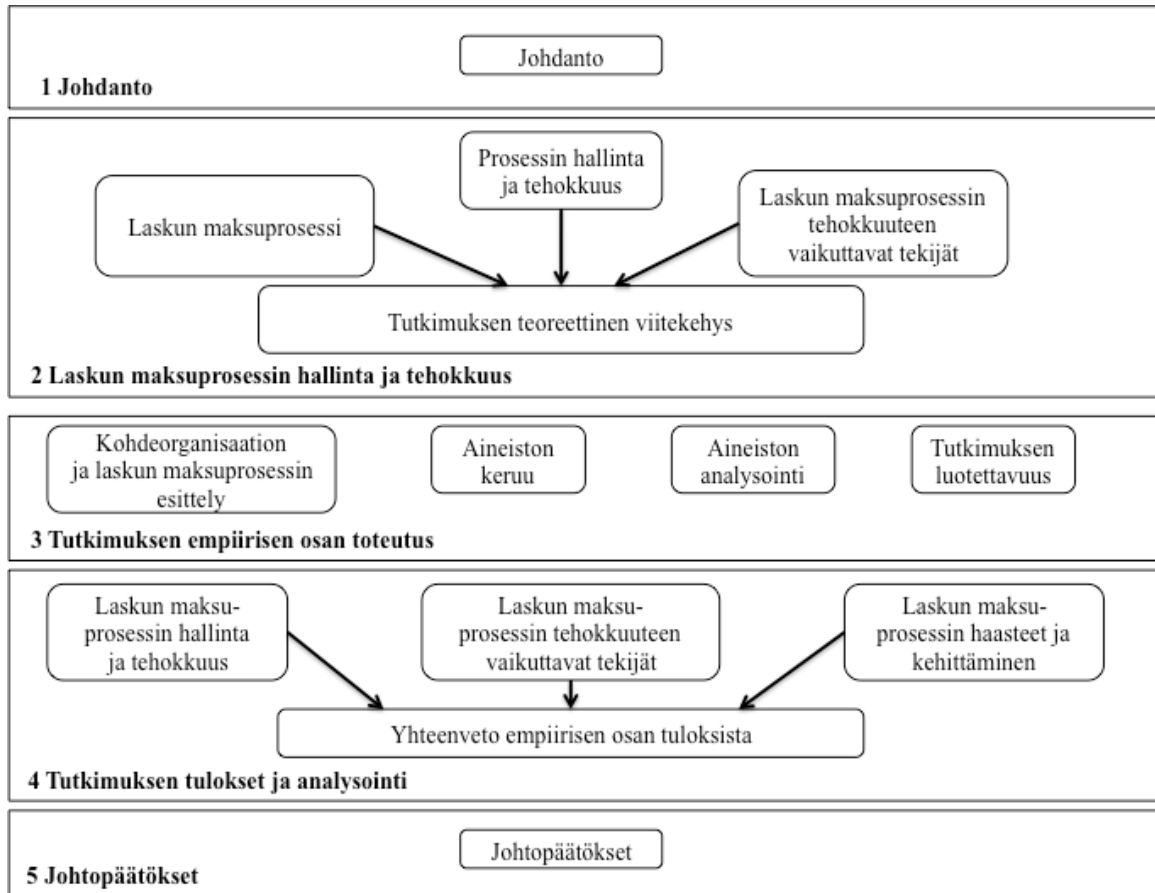 Johdanto
1 Johdanto
Prosessin hallinta
ja tehokkuus
Laskun maksuprosessi
Laskun maksuprosessin
tehokkuuteen
vaikuttavat tekijät
Tutkimuksen teoreettinen viitekehys
2 Laskun maksuprosessin hallinta ja tehokkuus
Kohdeorganisaation
ja laskun maksuprosessin
esittely
Aineiston
keruu
Aineiston
analysointi
Tutkimuksen
luotettavuus
3 Tutkimuksen empiirisen osan toteutus
Laskun maksu-
prosessin hallinta
ja tehokkuus
Laskun maksu-
prosessin tehokkuuteen
vaikuttavat tekijät
Laskun maksu-
prosessin haasteet ja
kehittäminen
Yhteenveto empiirisen osan tuloksista
4 Tutkimuksen tulokset ja analysointi
Johtopäätökset
5 Johtopäätökset